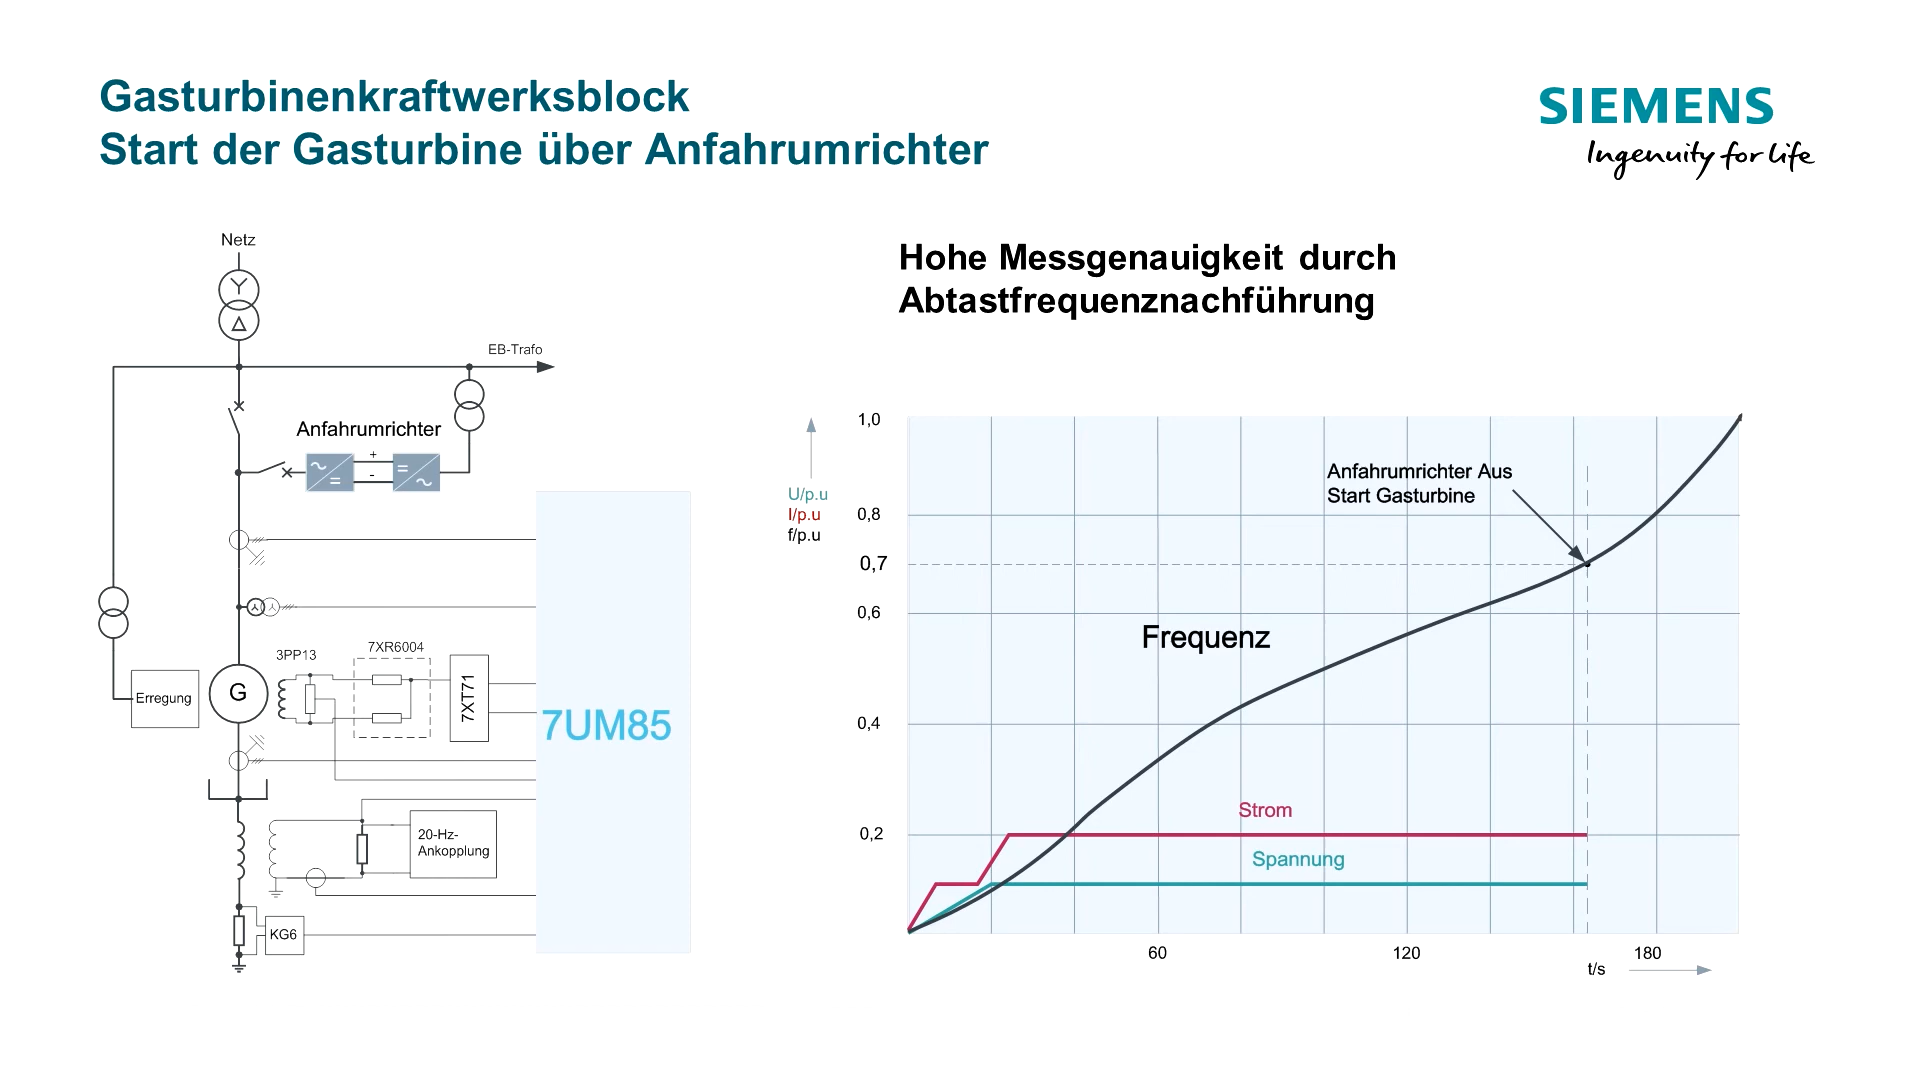 Gasturbinenkraftwerksblock
Start der Gasturbine über Anfahrumrichter
SIEMENS
Ingenuity for life
Netz
EB-Trafo
Anfahrumrichter
+
-
Erregung
G
3PP13
7XR6004
7XT71
7UM85
20-Hz-
Ankopplung
KG6
Hohe Messgenauigkeit durch
Abtastfrequenznachführung
U/p.u
I/p.u
f/p.u
1,0
0,8
0,7
0,6
0,4
0,2
Anfahrumrichter Aus
Start Gasturbine
Frequenz
Strom
Spannung
60
120
180
t/s